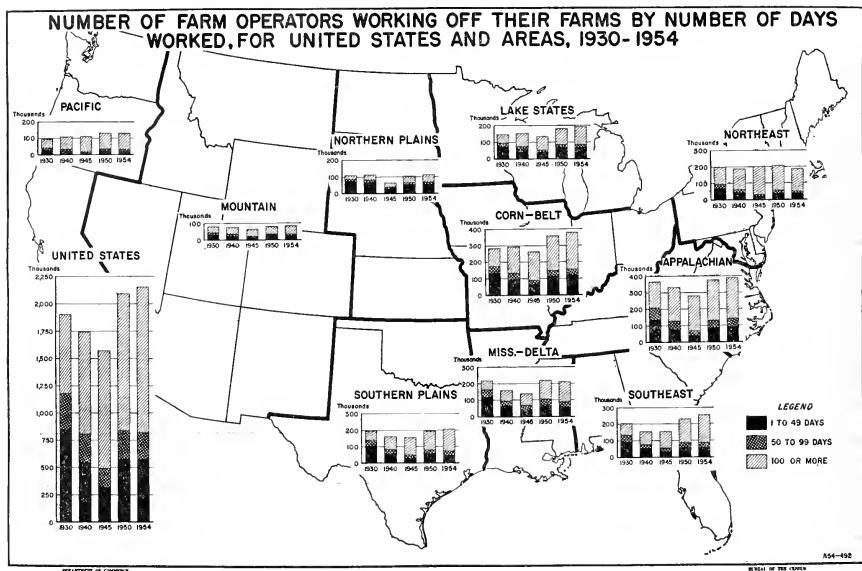 NUMBER OF FARM OPERATORS WORKING OFF THEIR FARMS BY NUMBER OF DAYS
WORKED, FOR UNITED STATES AND AREAS, 1930-1954
PACIFIC
Thousands
200
100
0
1930 1940 1945 1950 1954
NORTHERN PLAINS
Thousands
200
100
0
1930 1940 1945 1950 1954
LAKE STATES
Thousands
200
100
0
1930 1940 1945 1950 1954
NORTHEAST
Thousands
300
200
100
0
1930 1940 1945 1950 1954
MOUNTAIN
Thousands
100
0
1930 1940 1945 1950 1954
CORN-BELT
Thousands
400
300
200
100
0
1930 1940 1945 1950 1954
UNITED STATES
Thousands
2,250
2,000
1,750
1,500
1,250
1,000
750
500
250
0
1930 1940 1945 1950 1954
APPALACHIAN
Thousands
400
300
200
100
0
1930 1940 1945 1950 1954
MISS.-DELTA
Thousands
300
200
100
0
1930 1940 1945 1950 1954
SOUTHERN PLAINS
Thousands
300
200
100
0
1930 1940 1945 1950 1954
SOUTHEAST
Thousands
300
200
100
0
1930 1940 1945 1950 1954
LEGEND
1 TO 49 DAYS
50 TO 99 DAYS
100 OR MORE
A54-492
DEPARTMENT OF COMMERCE
BUREAU OF THE CENSUS